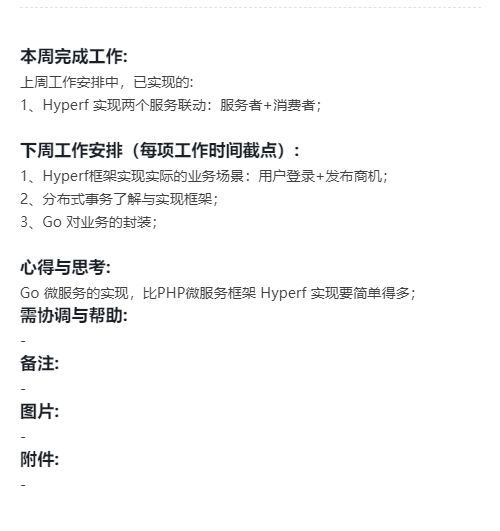 本周完成工作:
上周工作安排中，已实现的:
1、Hyperf 实现两个服务联动：服务者+消费者；
下周工作安排（每项工作时间截点）:
1、Hyperf框架实现实际的业务场景：用户登录+发布商机；
2、分布式事务了解与实现框架；
3、Go 对业务的封装；
心得与思考:
Go 微服务的实现，比PHP微服务框架 Hyperf 实现要简单得多；
需协调与帮助:
-
备注:
-
图片:
-
附件:
-